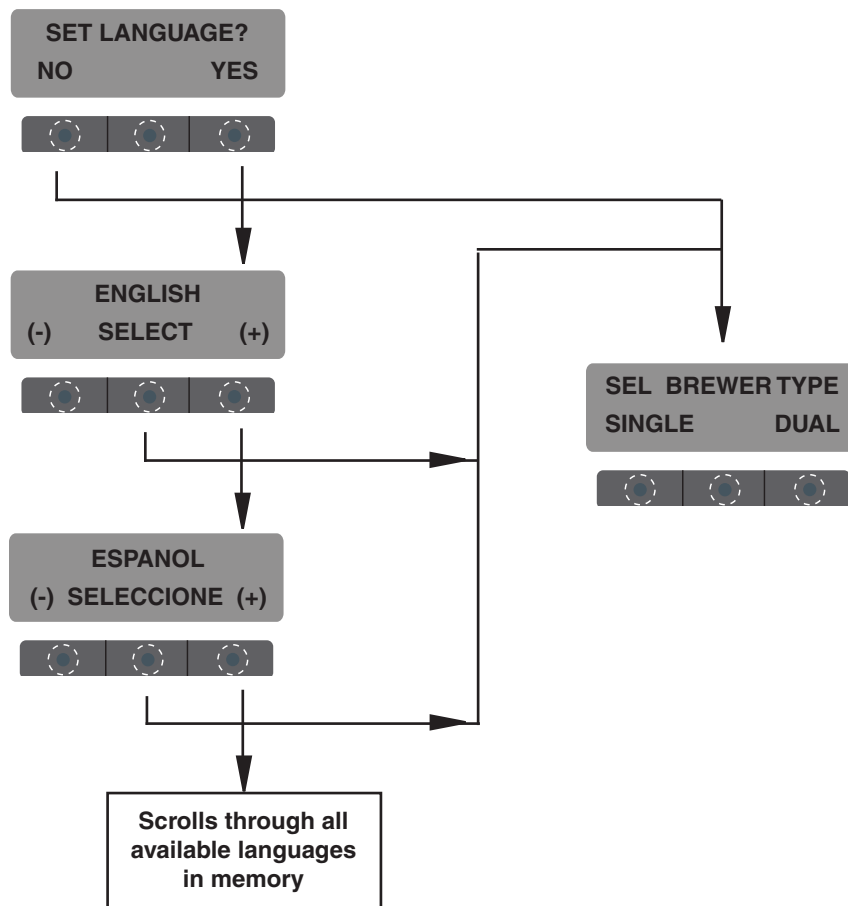 SET LANGUAGE?
NO YES
ENGLISH
(-) SELECT (+)
SEL BREWER TYPE
SINGLE DUAL
ESPANOL
(-) SELECCIONE (+)
Scrolls through all
available languages
in memory